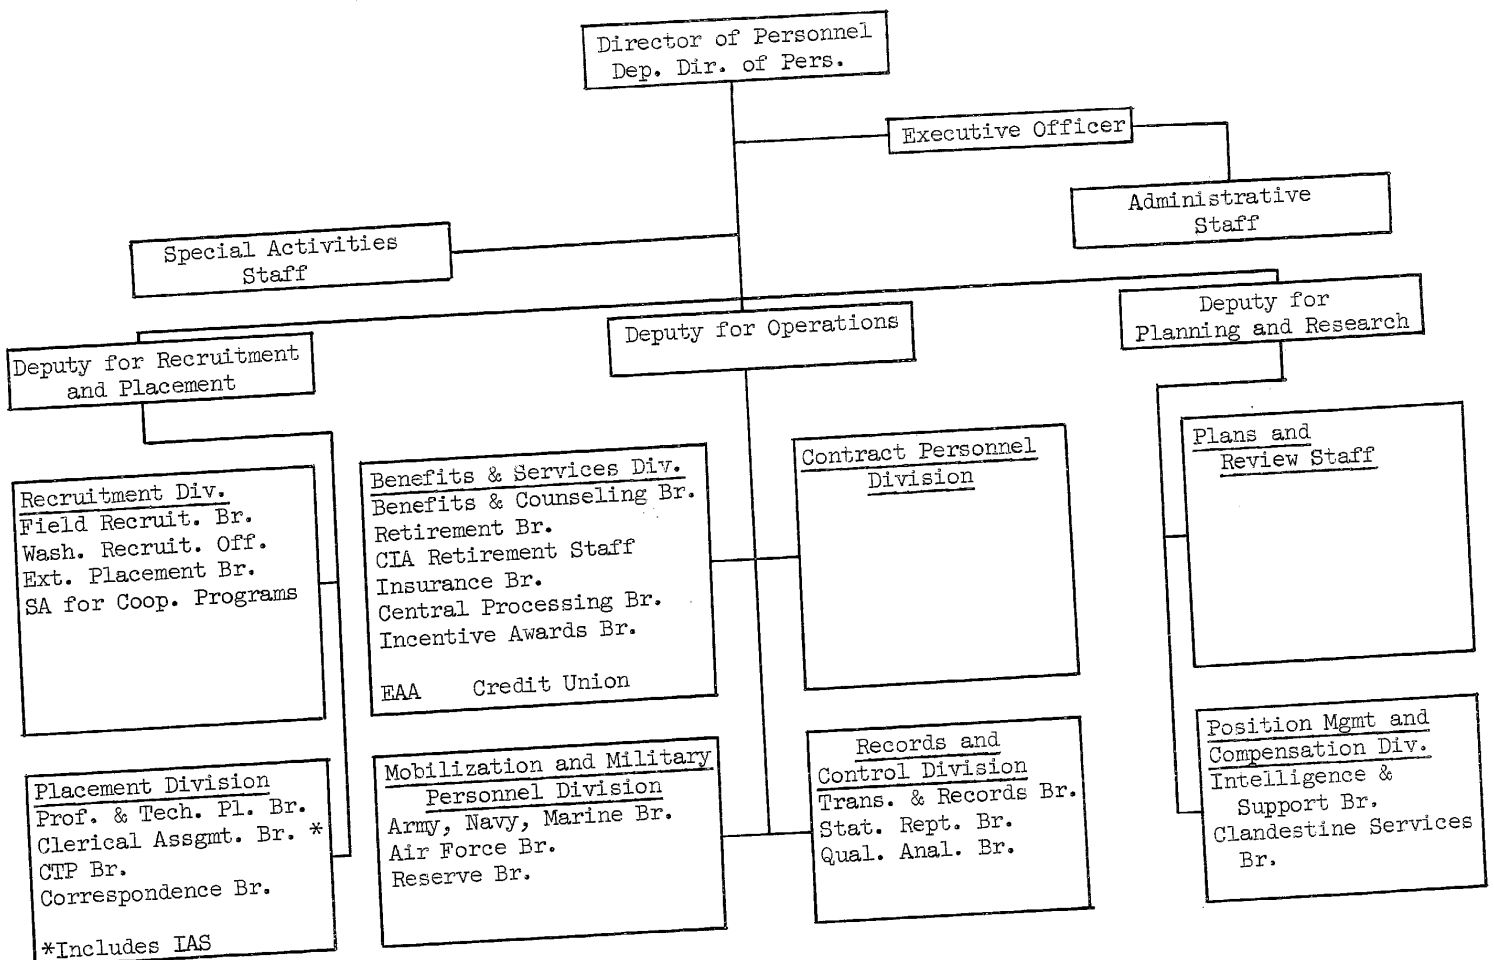 Director of Personnel
Dep. Dir. of Pers.
Executive Officer
Administrative
Staff
Special Activities
Staff
Deputy for Recruitment
and Placement
Deputy for Operations
Deputy for
Planning and Research
Recruitment Div.
Field Recruit. Br.
Wash. Recruit. Off.
Ext. Placement Br.
SA for Coop. Programs
Benefits & Services Div.
Benefits & Counseling Br.
Retirement Br.
CIA Retirement Staff
Insurance Br.
Central Processing Br.
Incentive Awards Br.
EAA Credit Union
Contract Personnel
Division
Plans and
Review Staff
Placement Division
Prof. & Tech. Pl. Br.
Clerical Assgmt. Br. *
CTP Br.
Correspondence Br.
*Includes IAS
Mobilization and Military
Personnel Division
Army, Navy, Marine Br.
Air Force Br.
Reserve Br.
Records and
Control Division
Trans. & Records Br.
Stat. Rept. Br.
Qual. Anal. Br.
Position Mgmt and
Compensation Div.
Intelligence &
Support Br.
Clandestine Services
Br.